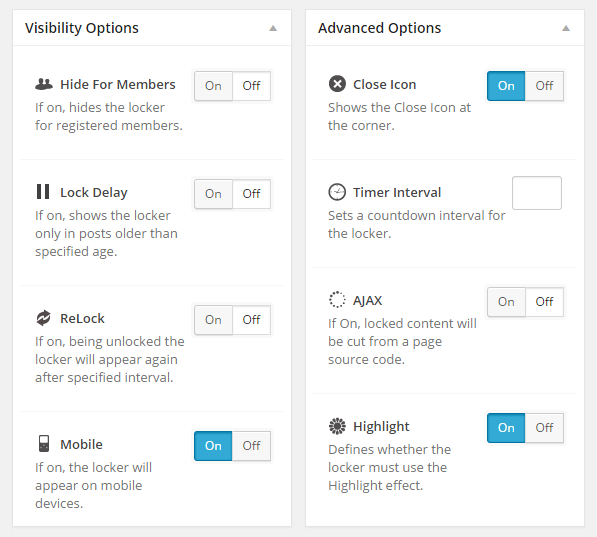 Visibility Options
Hide For Members On Off
If on, hides the locker
for registered members.
Lock Delay On Off
If on, shows the locker
only in posts older than
specified age.
ReLock On Off
If on, being unlocked the
locker will appear again
after specified interval.
Mobile On Off
If on, the locker will
appear on mobile
devices.
Advanced Options
Close Icon On Off
Shows the Close Icon at
the corner.
Timer Interval
Sets a countdown interval for
the locker.
AJAX On Off
If On, locked content will
be cut from a page
source code.
Highlight On Off
Defines whether the
locker must use the
Highlight effect.